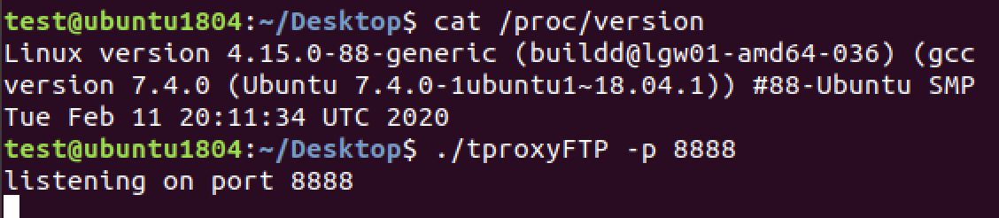 test@ubuntu1804:~/Desktop$ cat /proc/version
Linux version 4.15.0-88-generic (buildd@lgw01-amd64-036) (gcc
version 7.4.0 (Ubuntu 7.4.0-1ubuntu1~18.04.1)) #88-Ubuntu SMP
Tue Feb 11 20:11:34 UTC 2020
test@ubuntu1804:~/Desktop$ ./tproxyFTP -p 8888
listening on port 8888